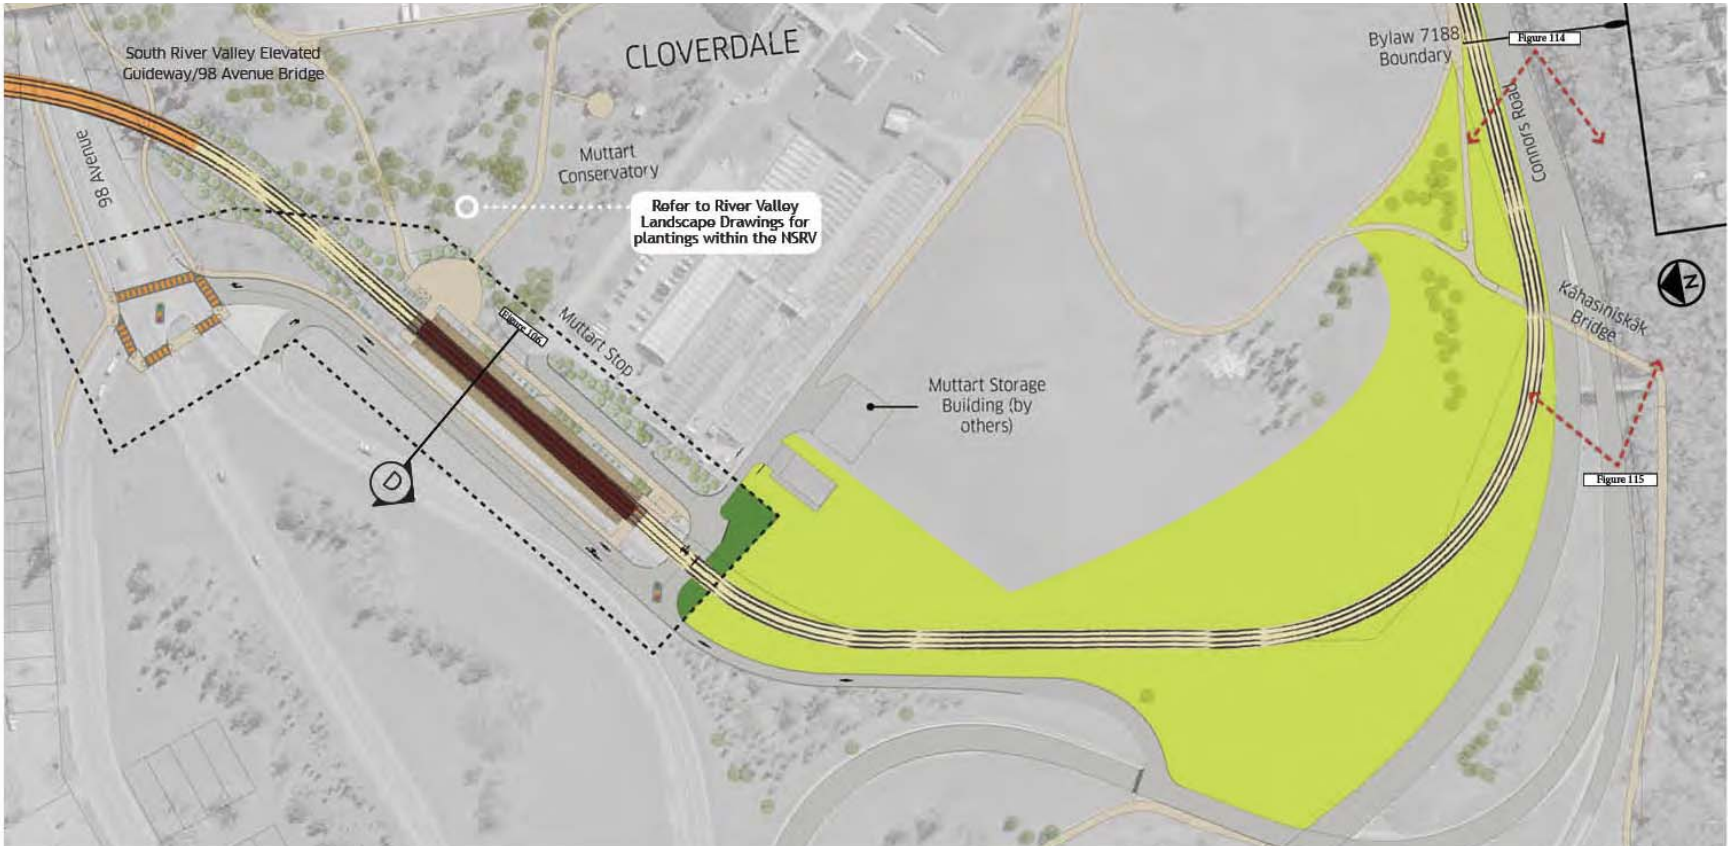 South River Valley Elevated
Guideway/98 Avenue Bridge
CLOVERDALE
Bylaw 7188
Boundary
Figure 114
98 Avenue
Muttart
Conservatory
Connors Road
Refer to River Valley
Landscape Drawings for
plantings within the NSRV
N
Kâhasinîskâk
Bridge
Figure 106
Muttart Stop
Muttart Storage
Building (by
others)
D
Figure 115